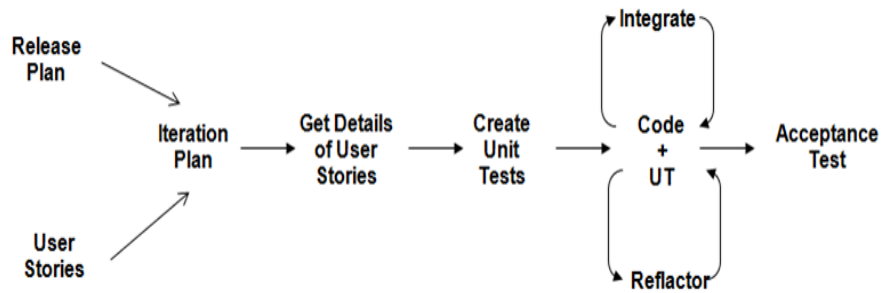 Release
Plan
User
Stories
Iteration
Plan
Get Details
of User
Stories
Create
Unit
Tests
Integrate
Code
+
UT
Reflactor
Acceptance
Test